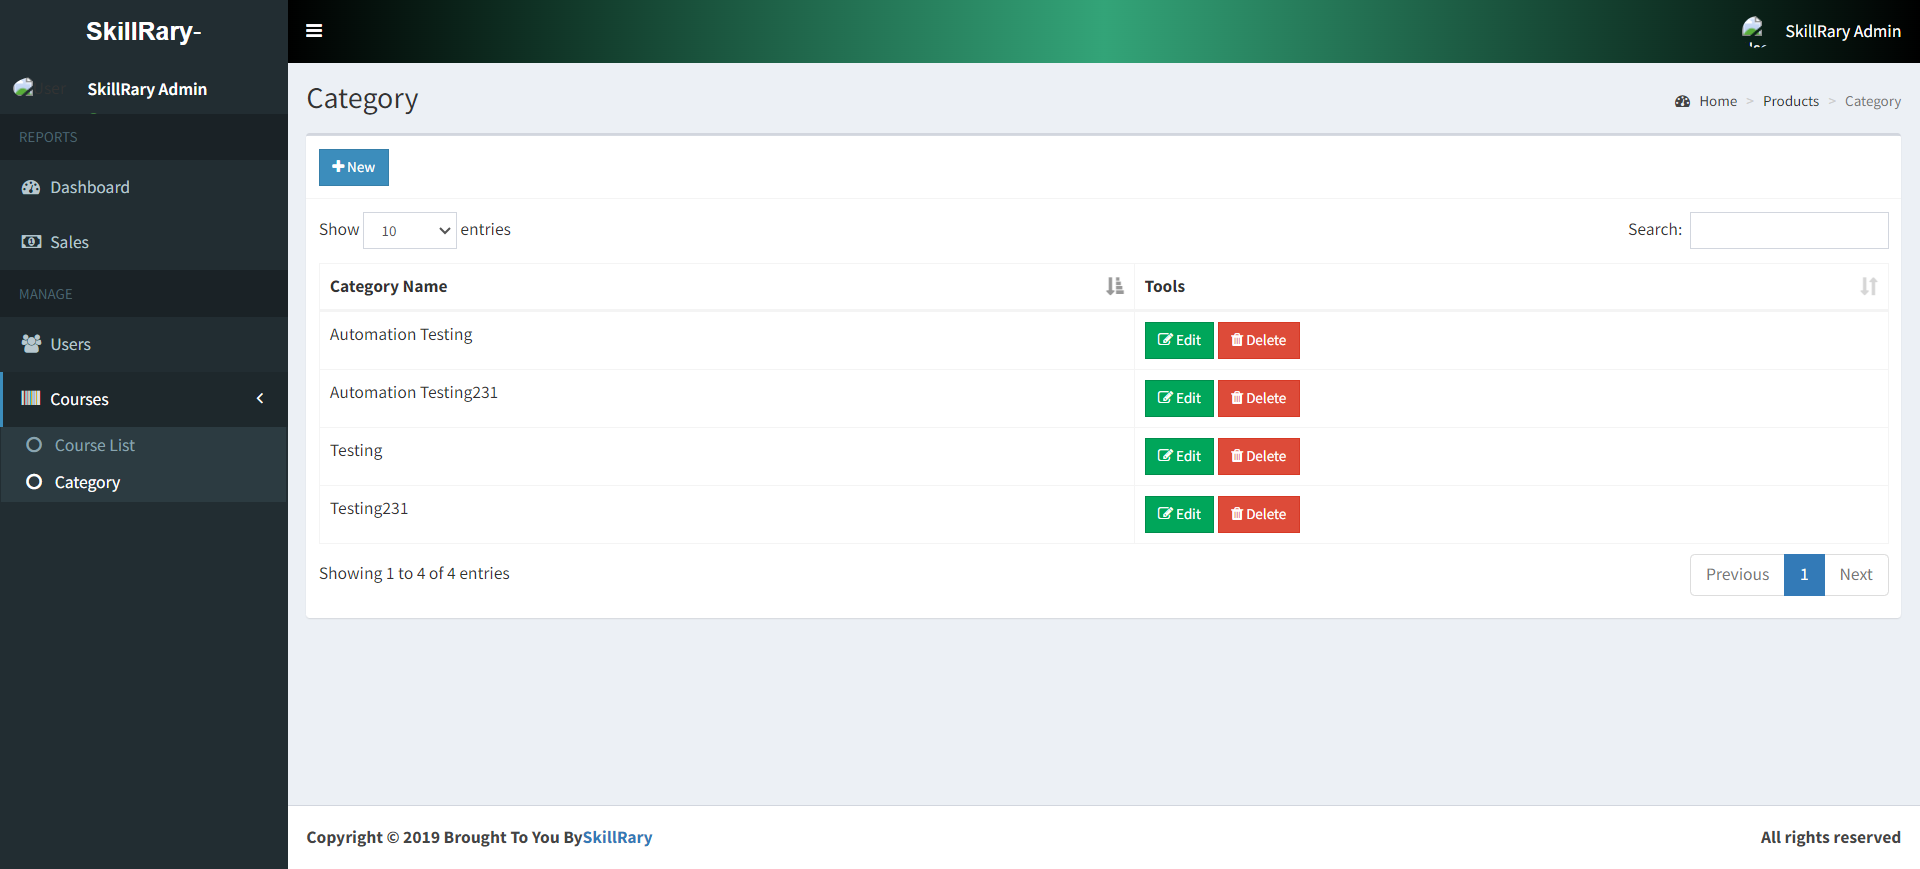 SkillRary-
SkillRary Admin
User
SkillRary Admin
REPORTS
Dashboard
Sales
MANAGE
Users
Courses
Course List
Category
Category
Home > Products > Category
New
Show 10 entries
Search:
Category Name Tools
Automation Testing Edit Delete
Automation Testing231 Edit Delete
Testing Edit Delete
Testing231 Edit Delete
Showing 1 to 4 of 4 entries
Previous 1 Next
Copyright © 2019 Brought To You BySkillRary
All rights reserved